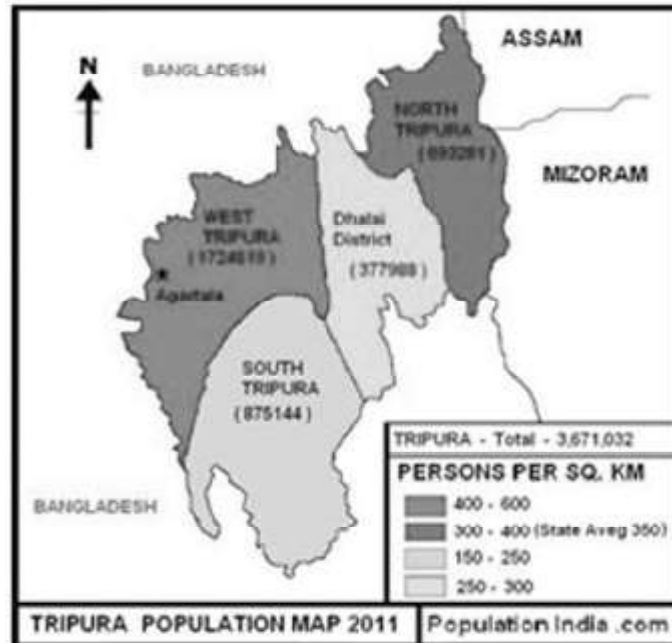 ASSAM
N
BANGLADESH
NORTH
TRIPURA
(693281)
MIZORAM
WEST
TRIPURA
(1724619)
Dhalai
District
(377988)
Agartala
SOUTH
TRIPURA
(875144)
TRIPURA - Total - 3,671,032
PERSONS PER SQ. KM
400 - 600
300 - 400 (State Aveg 350)
150 - 250
250 - 300
BANGLADESH
TRIPURA POPULATION MAP 2011
Population India .com